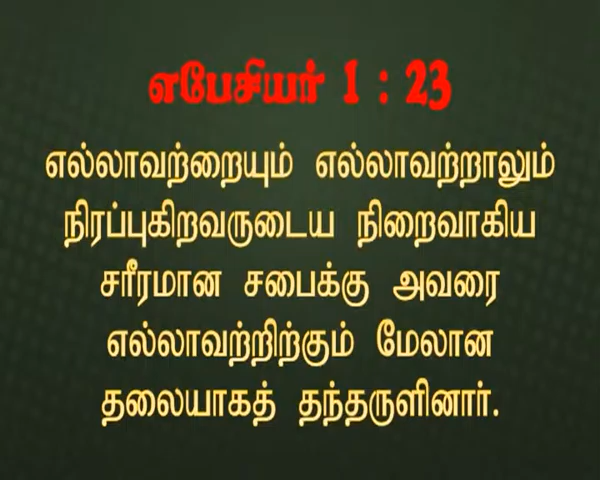 எபேசியர் 1 : 23
எல்லாவற்றையும் எல்லாவற்றாலும்
நிரப்புகிறவருடைய நிறைவாகிய
சரீரமான சபைக்கு அவரை
எல்லாவற்றிற்கும் மேலான
தலையாகத் தந்தருளினார்.